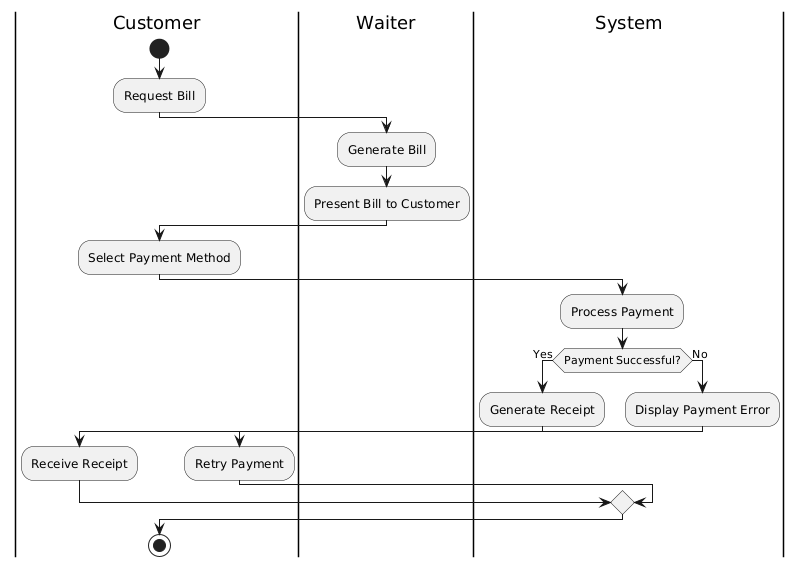 Customer
Waiter
System
Request Bill
Generate Bill
Present Bill to Customer
Select Payment Method
Process Payment
Yes
Payment Successful?
No
Generate Receipt
Display Payment Error
Receive Receipt
Retry Payment